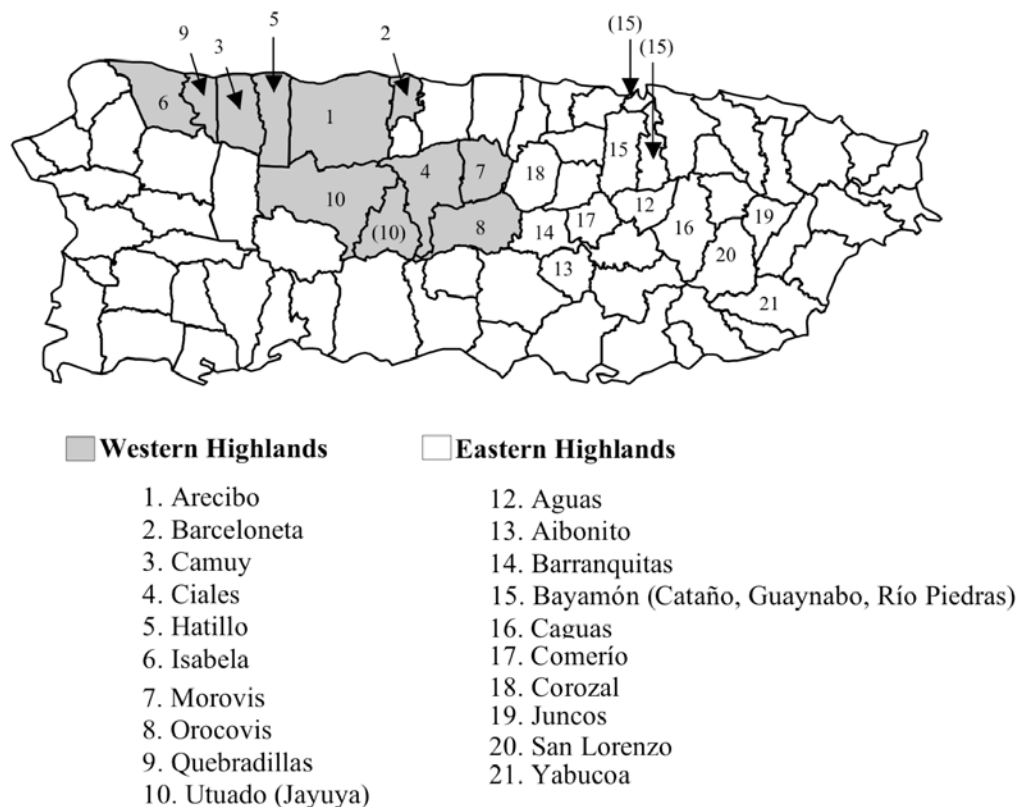 5
(15)
9
3
2
(15)
6
1
15
4
7
18
10
12
(10)
8
14
17
16
19
13
20
21
Western Highlands
1. Arecibo
2. Barceloneta
3. Camuy
4. Ciales
5. Hatillo
6. Isabela
7. Morovis
8. Orocovis
9. Quebradillas
10. Utuado (Jayuya)
Eastern Highlands
12. Aguas
13. Aibonito
14. Barranquitas
15. Bayamón (Cataño, Guaynabo, Río Piedras)
16. Caguas
17. Comerío
18. Corozal
19. Juncos
20. San Lorenzo
21. Yabucoa